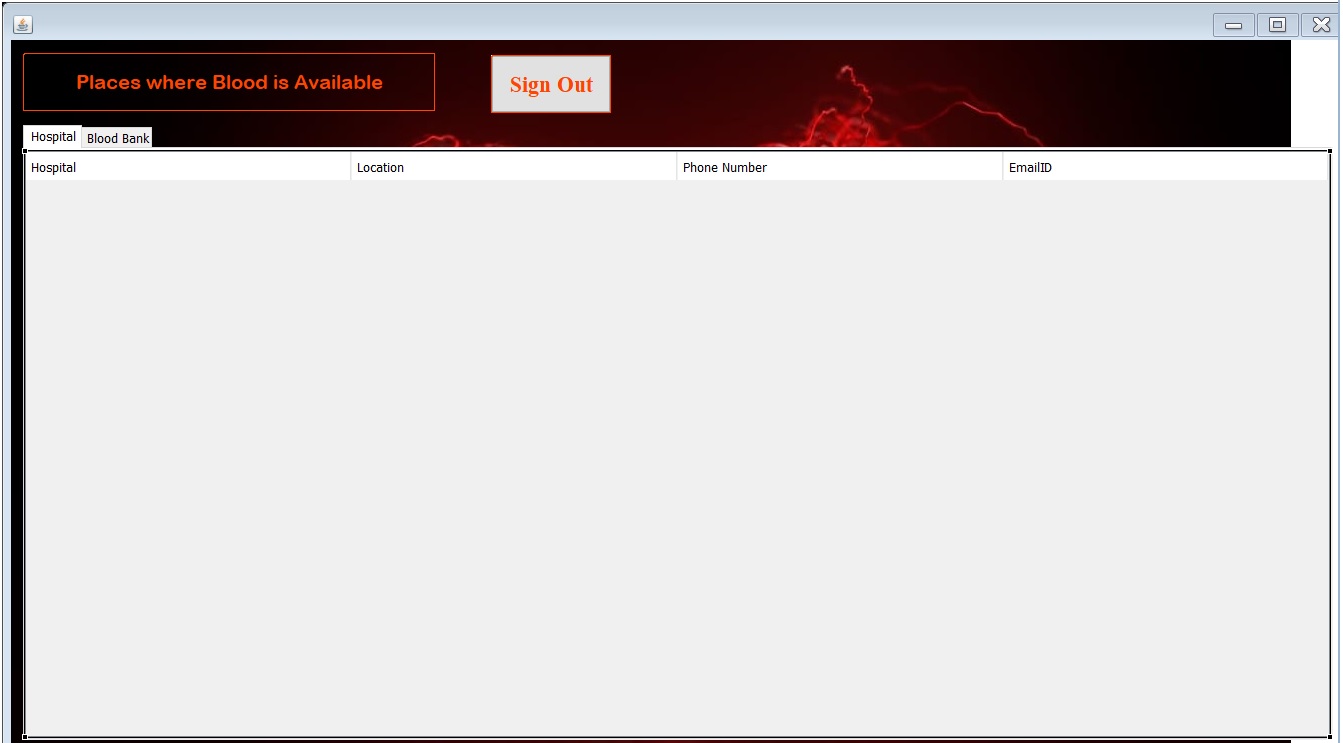 Places where Blood is Available
Sign Out
Hospital Blood Bank
Hospital Location Phone Number EmailID